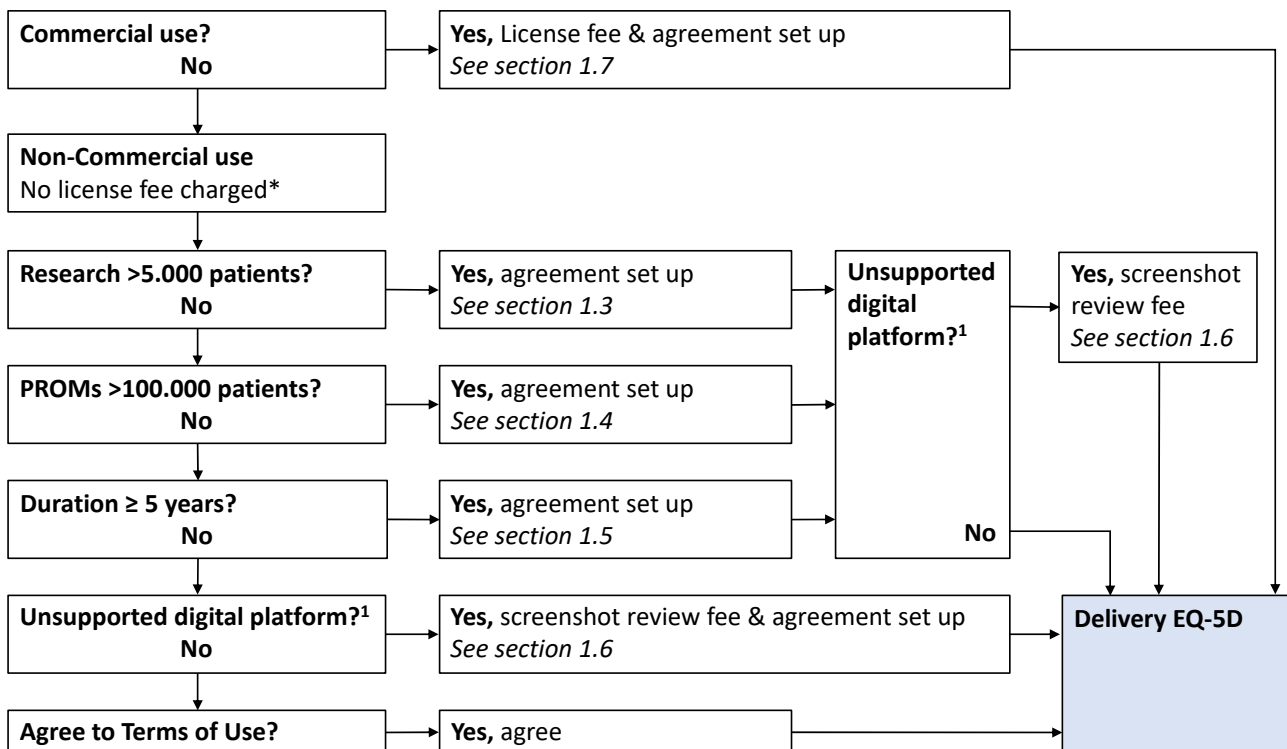 Commercial use?
No
Yes, License fee & agreement set up
See section 1.7
Non-Commercial use
No license fee charged*
Research >5.000 patients?
No
Yes, agreement set up
See section 1.3
Unsupported
digital
platform?¹
No
Yes, screenshot
review fee
See section 1.6
PROMs >100.000 patients?
No
Yes, agreement set up
See section 1.4
Duration ≥ 5 years?
No
Yes, agreement set up
See section 1.5
Unsupported digital platform?¹
No
Yes, screenshot review fee & agreement set up
See section 1.6
Delivery EQ-5D
Agree to Terms of Use?
Yes, agree